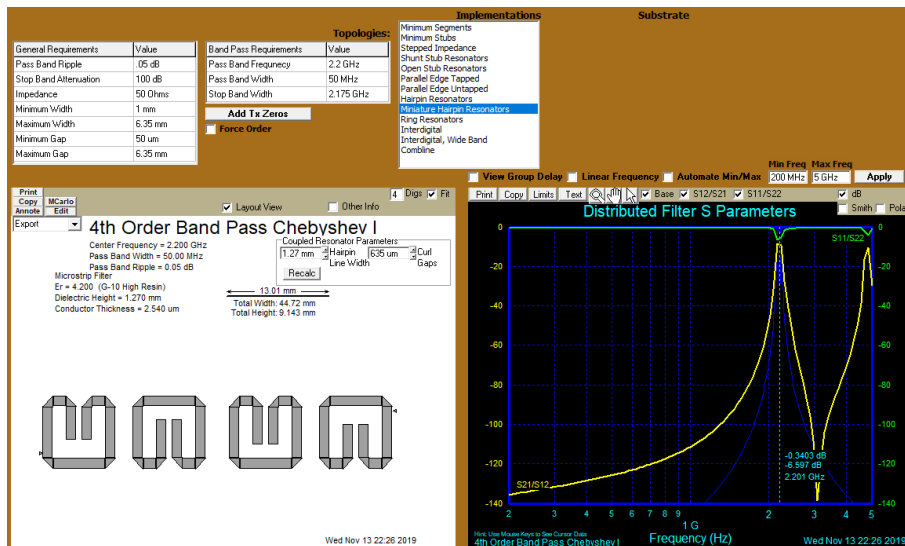 Implementations
Substrate
Topologies:
General Requirements Value
Pass Band Ripple .05 dB
Stop Band Attenuation 100 dB
Impedance 50 Ohms
Minimum Width 1 mm
Maximum Width 6.35 mm
Minimum Gap 50 um
Maximum Gap 6.35 mm
Band Pass Requirements Value
Pass Band Frequnecy 2.2 GHz
Pass Band Width 50 MHz
Stop Band Width 2.175 GHz
Add Tx Zeros
Force Order
Minimum Segments
Minimum Stubs
Stepped Impedance
Shunt Stub Resonators
Open Stub Resonators
Parallel Edge Tapped
Parallel Edge Untapped
Hairpin Resonators
Miniature Hairpin Resonators
Ring Resonators
Interdigital
Interdigital, Wide Band
Combline
Min Freq Max Freq
View Group Delay Linear Frequency Automate Min/Max 200 MHz 5 GHz Apply
Print
Copy MCarlo
Annote Edit
Export
Layout View Other Info
4 Digs Fit
4th Order Band Pass Chebyshev I
Center Frequency = 2.200 GHz
Pass Band Width = 50.00 MHz
Pass Band Ripple = 0.05 dB
Microstrip Filter
Er = 4.200 (G-10 High Resin)
Dielectric Height = 1.270 mm
Conductor Thickness = 2.540 um
Coupled Resonator Parameters
1.27 mm Hairpin Line Width 635 um Curl Gaps
Recalc
13.01 mm
Total Width: 44.72 mm
Total Height: 9.143 mm
Wed Nov 13 22:26 2019
Print Copy Limits Text Base S12/S21 S11/S22 dB
Smith Pola
Distributed Filter S Parameters
0 0
S11/S22
-20 -20
-40 -40
-60 -60
-80 -80
-100 -100
-0.3403 dB
-120 -6.597 dB -120
2.201 GHz
S21/S12
-140 -140
2 3 4 5 6 7 8 9 2 3 4 5
1 G
Hint: Use Mouse Keys to See Cursor Data
Frequency (Hz)
4th Order Band Pass Chebyshev I
Wed Nov 13 22:26 2019